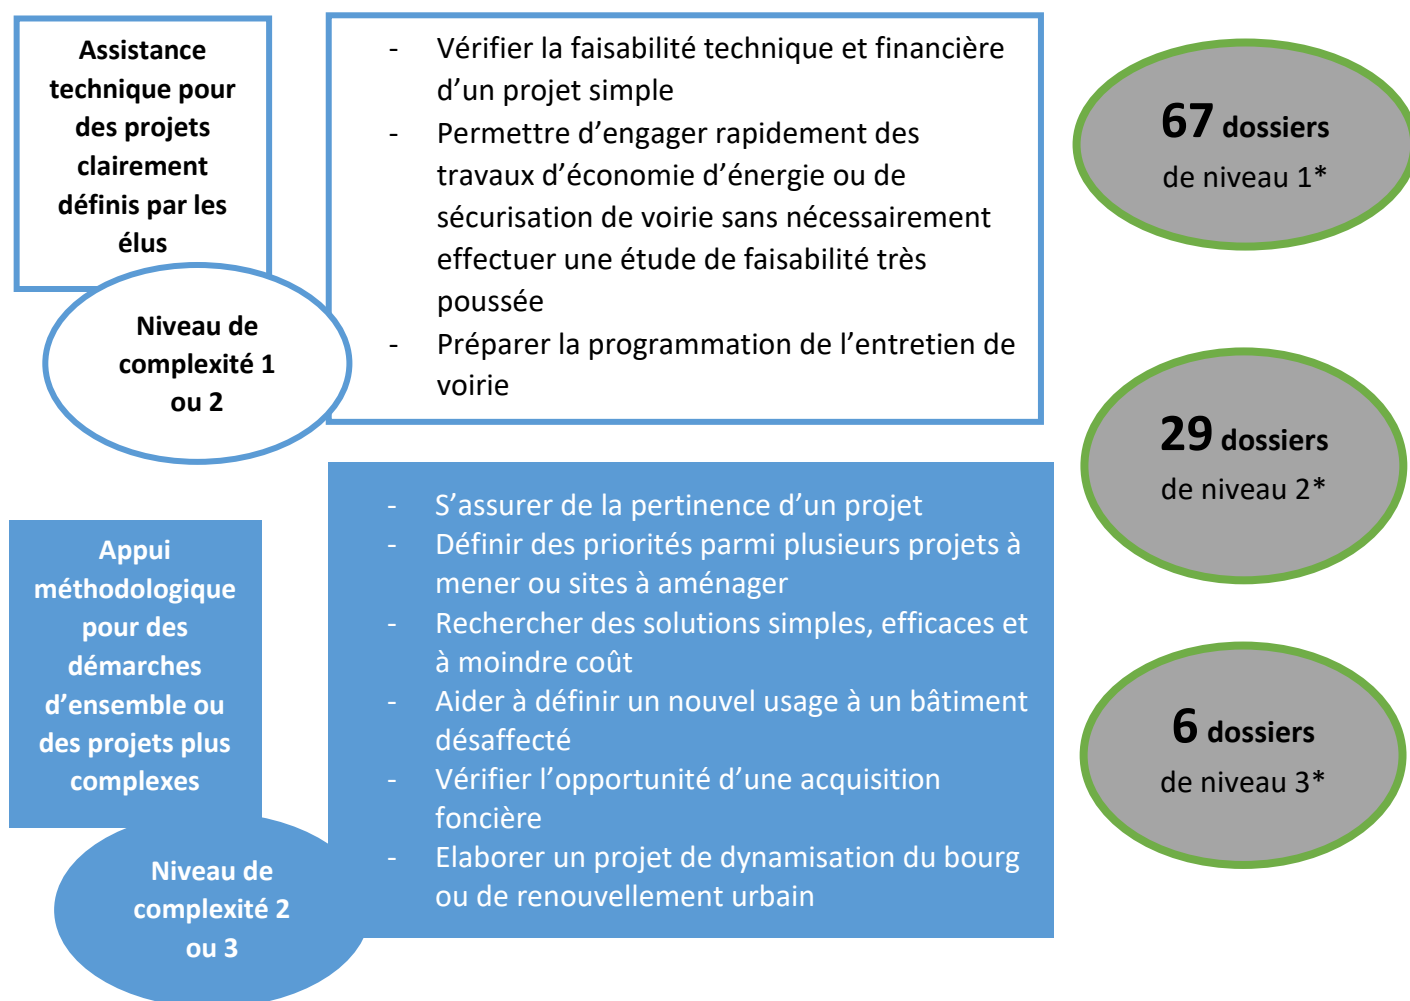 Assistance
technique pour
des projets
clairement
définis par les
élus
Niveau de
complexité 1
ou 2
- Vérifier la faisabilité technique et financière
d’un projet simple
- Permettre d’engager rapidement des
travaux d’économie d’énergie ou de
sécurisation de voirie sans nécessairement
effectuer une étude de faisabilité très
poussée
- Préparer la programmation de l’entretien de
voirie
67 dossiers
de niveau 1*
29 dossiers
de niveau 2*
Appui
méthodologique
pour des
démarches
d’ensemble ou
des projets plus
complexes
Niveau de
complexité 2
ou 3
- S’assurer de la pertinence d’un projet
- Définir des priorités parmi plusieurs projets à
mener ou sites à aménager
- Rechercher des solutions simples, efficaces et
à moindre coût
- Aider à définir un nouvel usage à un bâtiment
désaffecté
- Vérifier l’opportunité d’une acquisition
foncière
- Elaborer un projet de dynamisation du bourg
ou de renouvellement urbain
6 dossiers
de niveau 3*